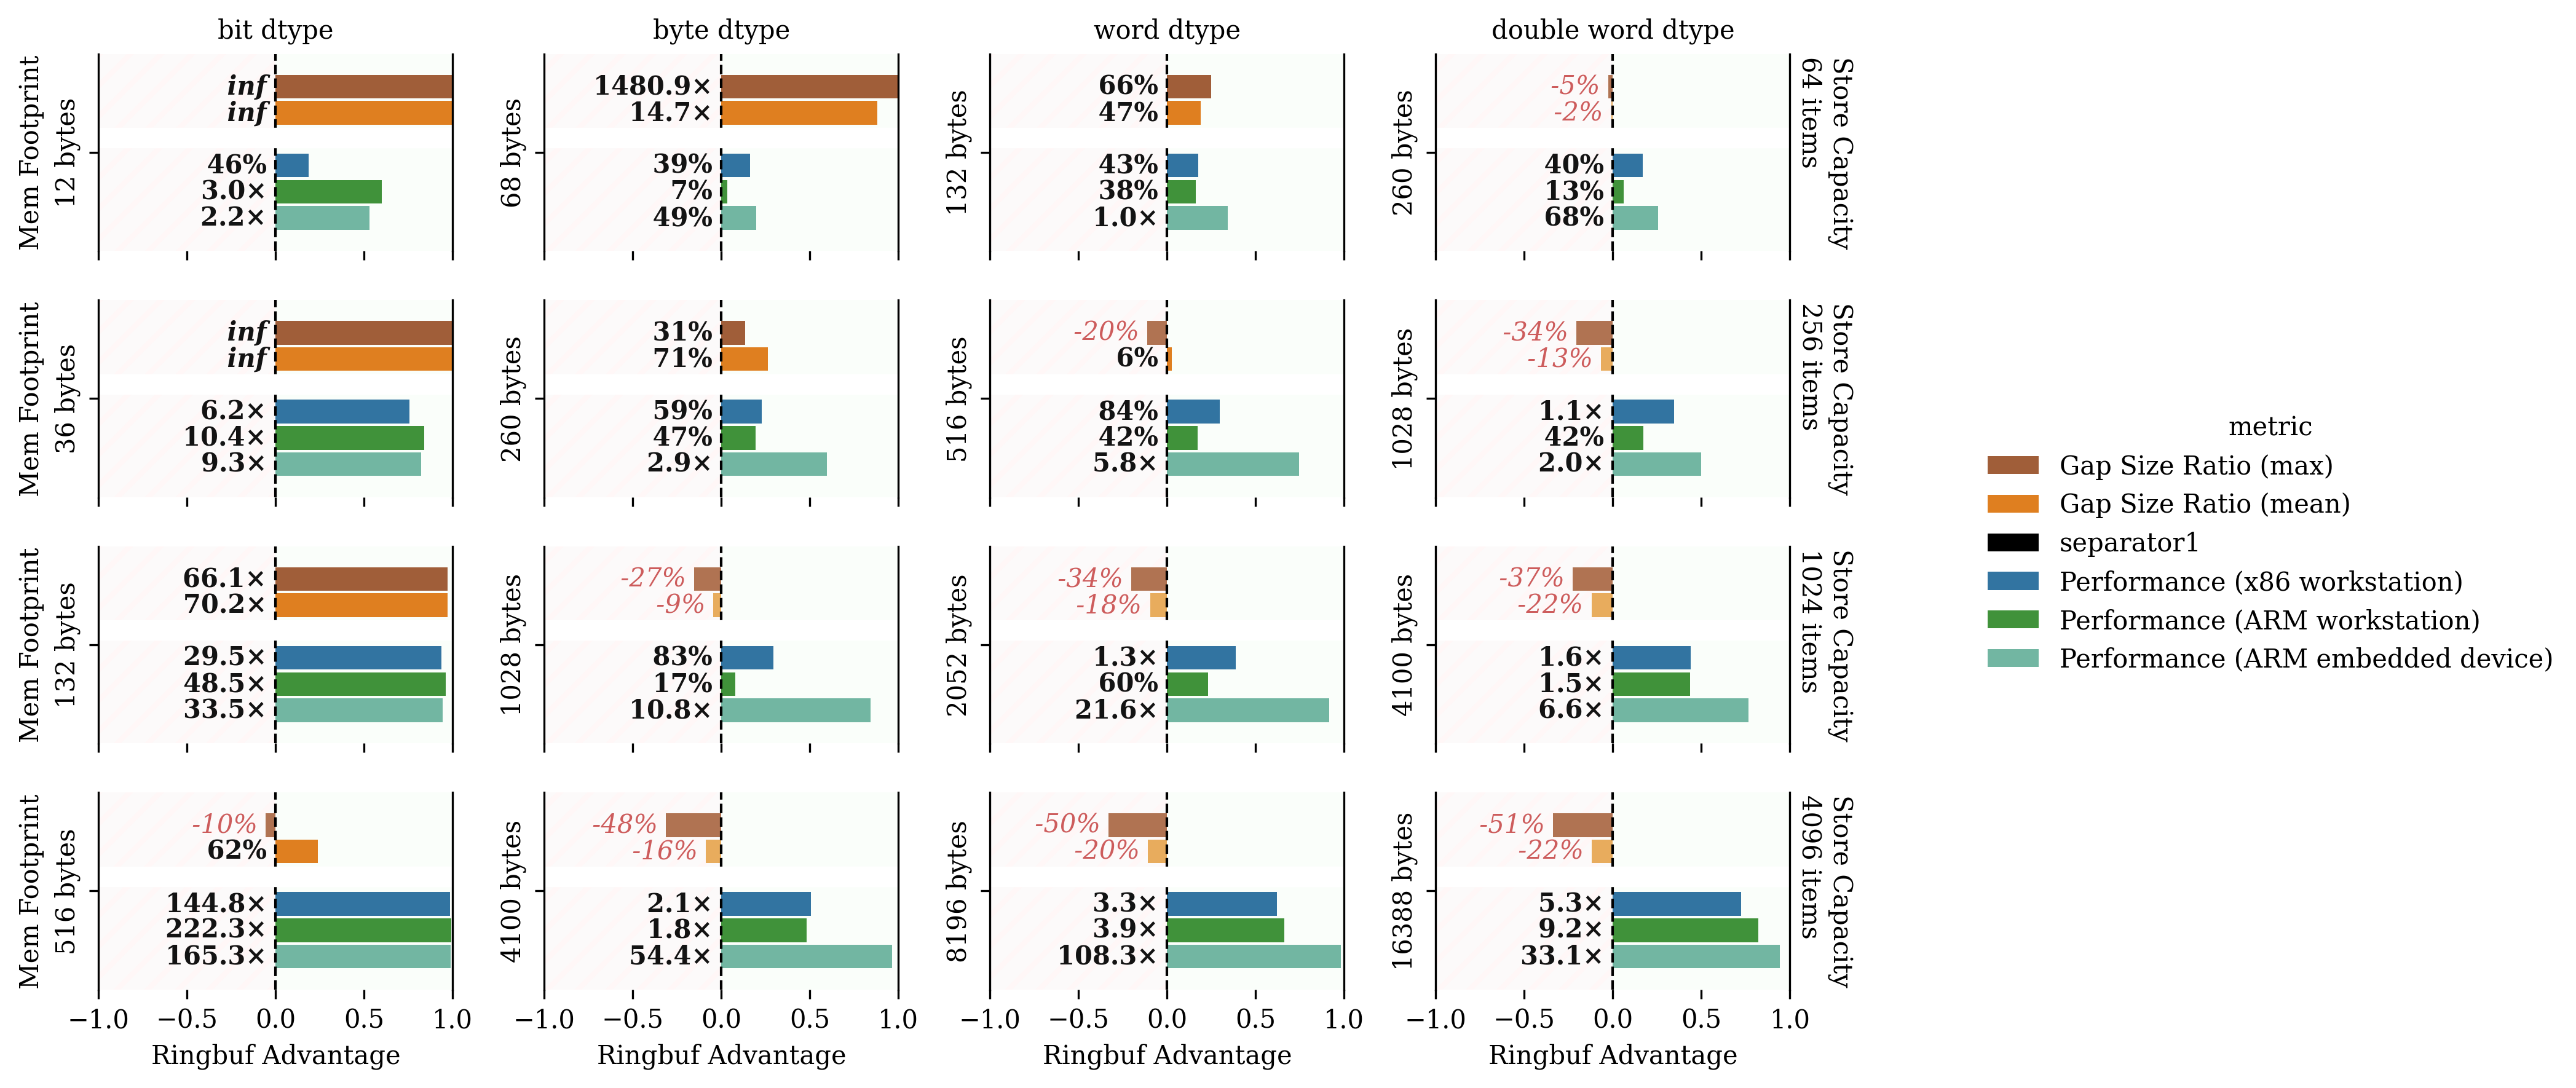 bit dtype
byte dtype
word dtype
double word dtype
Mem Footprint
12 bytes
inf
inf
46%
3.0×
2.2×
68 bytes
1480.9×
14.7×
39%
7%
49%
132 bytes
66%
47%
43%
38%
1.0×
260 bytes
-5%
-2%
40%
13%
68%
Store Capacity
64 items
Mem Footprint
36 bytes
inf
inf
6.2×
10.4×
9.3×
260 bytes
31%
71%
59%
47%
2.9×
516 bytes
-20%
6%
84%
42%
5.8×
1028 bytes
-34%
-13%
1.1×
42%
2.0×
Store Capacity
256 items
Mem Footprint
132 bytes
66.1×
70.2×
29.5×
48.5×
33.5×
1028 bytes
-27%
-9%
83%
17%
10.8×
2052 bytes
-34%
-18%
1.3×
60%
21.6×
4100 bytes
-37%
-22%
1.6×
1.5×
6.6×
Store Capacity
1024 items
Mem Footprint
516 bytes
-10%
62%
144.8×
222.3×
165.3×
4100 bytes
-48%
-16%
2.1×
1.8×
54.4×
8196 bytes
-50%
-20%
3.3×
3.9×
108.3×
16388 bytes
-51%
-22%
5.3×
9.2×
33.1×
Store Capacity
4096 items
−1.0 −0.5 0.0 0.5 1.0
−1.0 −0.5 0.0 0.5 1.0
−1.0 −0.5 0.0 0.5 1.0
−1.0 −0.5 0.0 0.5 1.0
Ringbuf Advantage
Ringbuf Advantage
Ringbuf Advantage
Ringbuf Advantage
metric
Gap Size Ratio (max)
Gap Size Ratio (mean)
separator1
Performance (x86 workstation)
Performance (ARM workstation)
Performance (ARM embedded device)